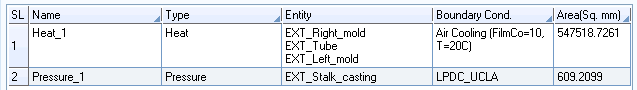 SL Name Type Entity Boundary Cond. Area(Sq. mm)
1 Heat_1 Heat EXT_Right_mold Air Cooling (FilmCo=10, 547518.7261
EXT_Tube T=20C)
EXT_Left_mold
2 Pressure_1 Pressure EXT_Stalk_casting LPDC_UCLA 609.2099